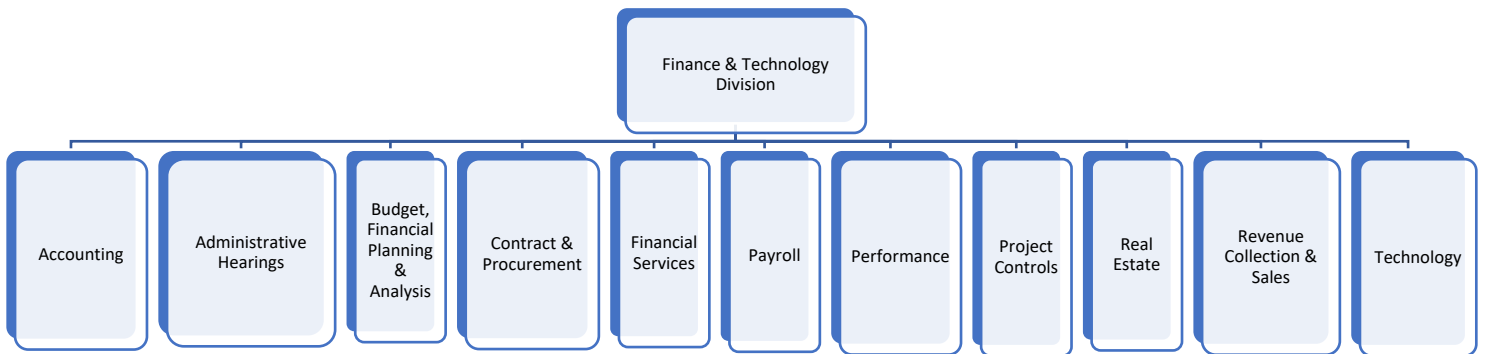 Finance & Technology
Division
Accounting
Administrative
Hearings
Budget,
Financial
Planning
&
Analysis
Contract &
Procurement
Financial
Services
Payroll
Performance
Project
Controls
Real
Estate
Revenue
Collection &
Sales
Technology